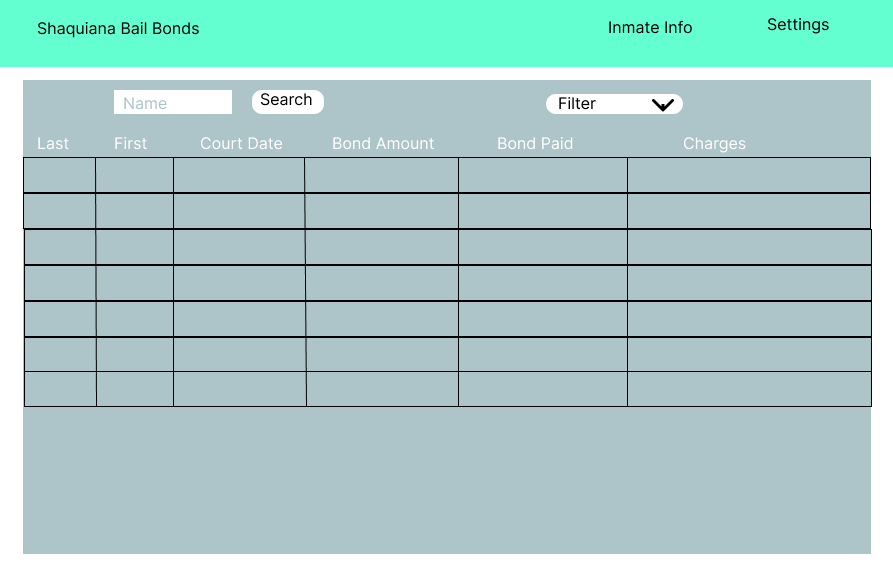 Shaquiana Bail Bonds Inmate Info Settings
Name Search Filter
Last First Court Date Bond Amount Bond Paid Charges